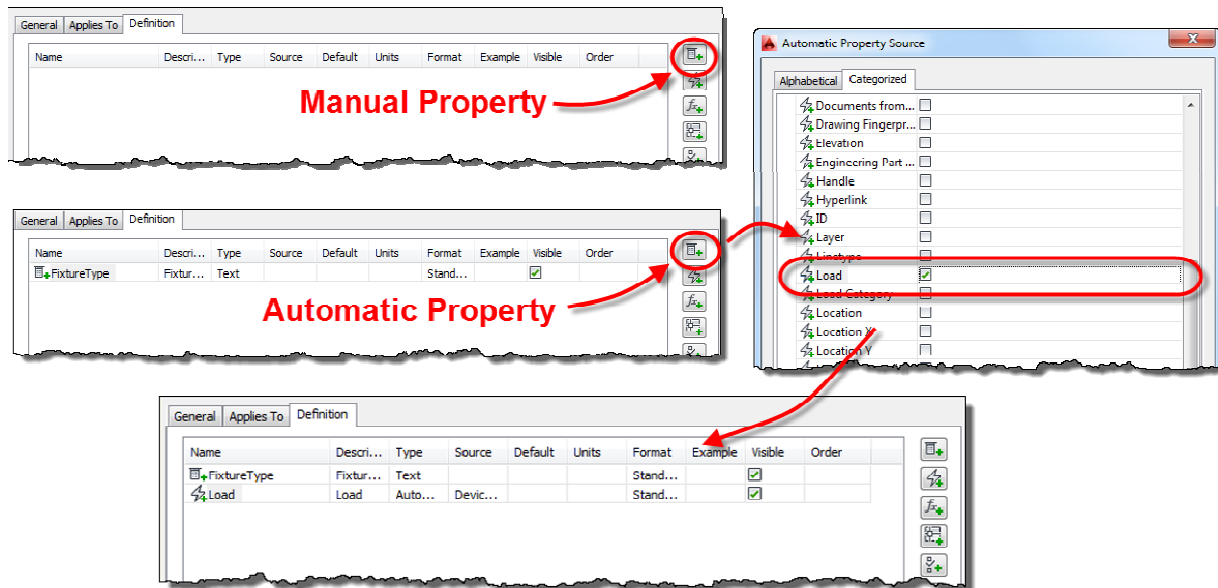 General Applies To Definition
Name Descri... Type Source Default Units Format Example Visible Order
Manual Property
General Applies To Definition
Name Descri... Type Source Default Units Format Example Visible Order
FixtureType Fixtur... Text Stand...
Automatic Property
Automatic Property Source
Alphabetical Categorized
Documents from...
Drawing Fingerpr...
Elevation
Engineering Part ...
Handle
Hyperlink
ID
Layer
Linetype
Load
Load Category
Location
Location X
Location Y
General Applies To Definition
Name Descri... Type Source Default Units Format Example Visible Order
FixtureType Fixtur... Text Stand...
Load Load Auto... Devic... Stand...